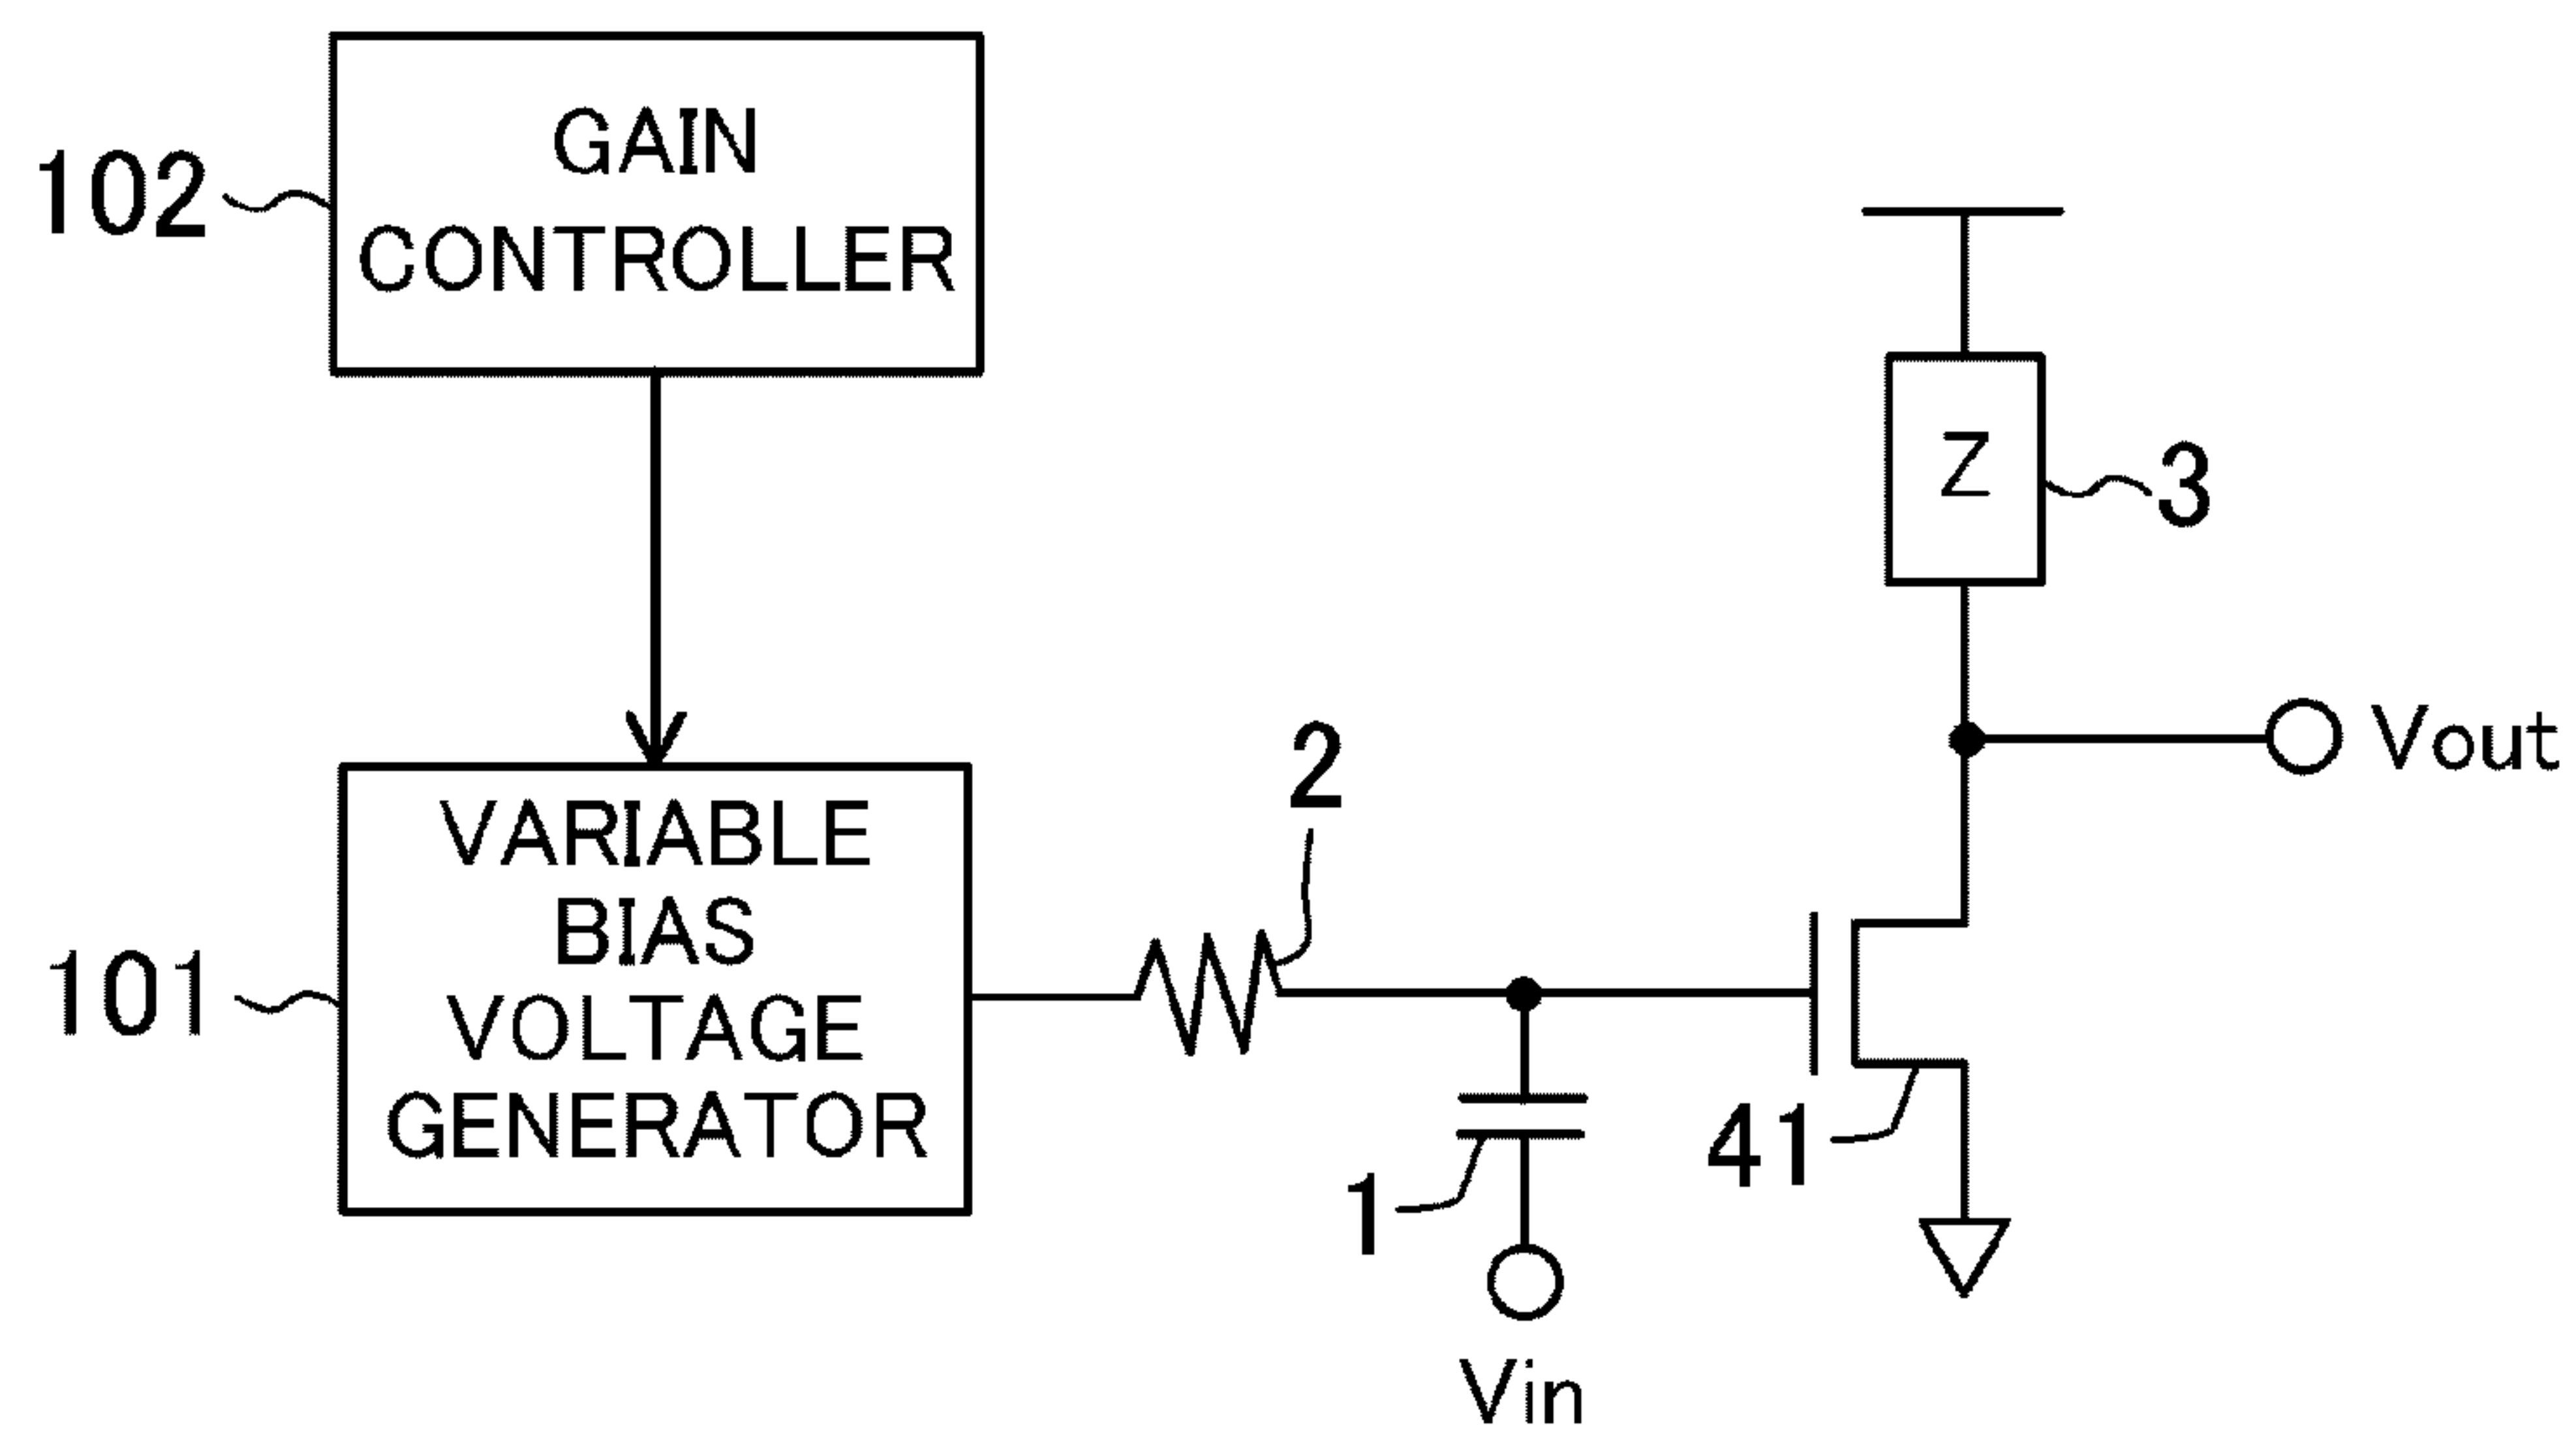 GAIN
CONTROLLER
102
Z
3
Vout
2
VARIABLE
BIAS
VOLTAGE
GENERATOR
101
41
1
Vin